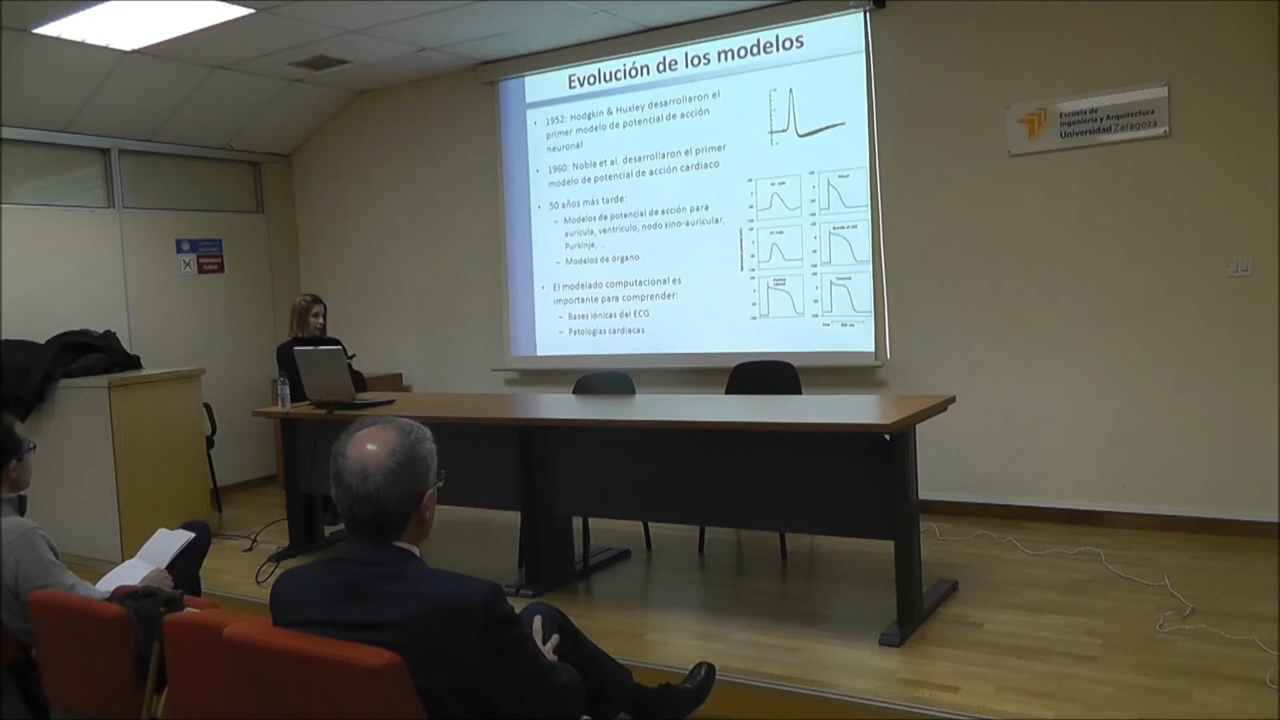 Evolución de los modelos
• 1952: Hodgkin & Huxley desarrollaron el
primer modelo de potencial de acción
neuronal
• 1960: Noble et al. desarrollaron el primer
modelo de potencial de acción cardiaco
• 50 años más tarde:
– Modelos de potencial de acción para
aurícula, ventrículo, nodo sino-auricular,
Purkinje, ...
– Modelos de órgano
• El modelado computacional es
importante para comprender:
– Bases iónicas del ECG
– Patologías cardiacas
Escuela de
Ingeniería y Arquitectura
Universidad Zaragoza